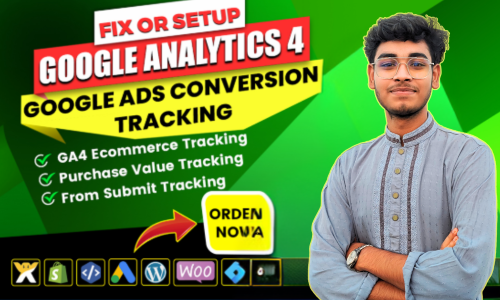 FIX OR SETUP
GOOGLE ANALYTICS 4
GOOGLE ADS CONVERSION
TRACKING
GA4 Ecommerce Tracking
Purchase Value Tracking
From Submit Tracking
ORDEN
NOWA
WOO